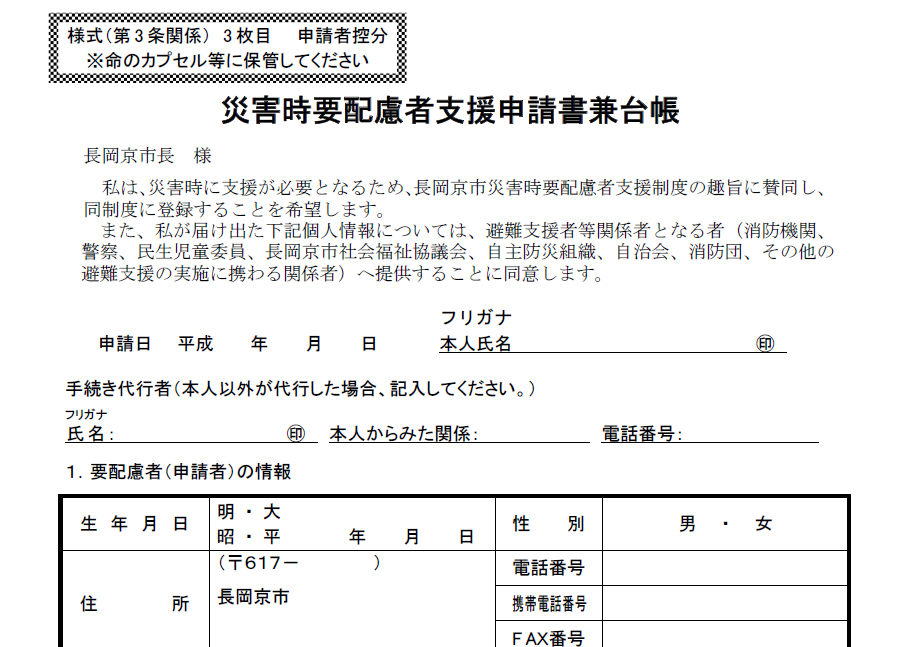 様式（第３条関係） ３枚目　申請者控分
※命のカプセル等に保管してください
災害時要配慮者支援申請書兼台帳
長岡京市長　様
私は、災害時に支援が必要となるため、長岡京市災害時要配慮者支援制度の趣旨に賛同し、
同制度に登録することを希望します。
また、私が届け出た下記個人情報については、避難支援者等関係者となる者（消防機関、
警察、民生児童委員、長岡京市社会福祉協議会、自主防災組織、自治会、消防団、その他の
避難支援の実施に携わる関係者）へ提供することに同意します。
フリガナ
申請日　平成　　年　　月　　日　　本人氏名　　㊞
手続き代行者（本人以外が代行した場合、記入してください。）
フリガナ
氏名：　　㊞　本人からみた関係：　　電話番号：
１．要配慮者（申請者）の情報
生年月日　明・大
昭・平　　年　　月　　日　性別　男・女
（〒６１７－　　　）　電話番号
住所　長岡京市　携帯電話番号
ＦＡＸ番号